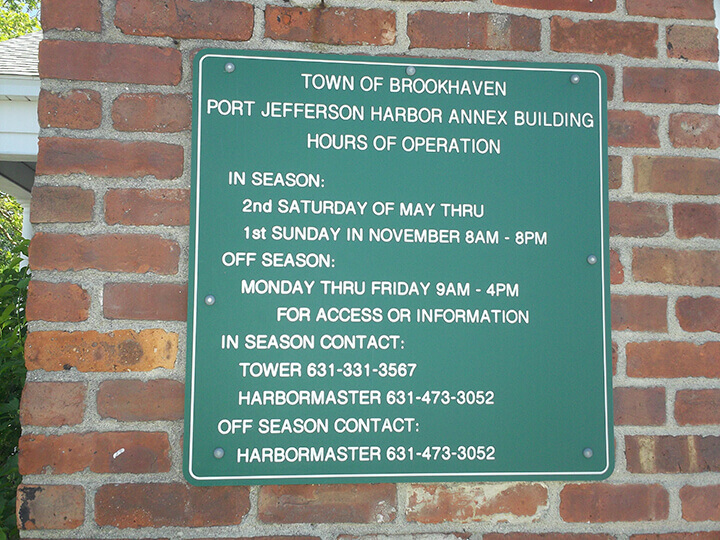 TOWN OF BROOKHAVEN
PORT JEFFERSON HARBOR ANNEX BUILDING
HOURS OF OPERATION
IN SEASON:
2nd SATURDAY OF MAY THRU
1st SUNDAY IN NOVEMBER 8AM - 8PM
OFF SEASON:
MONDAY THRU FRIDAY 9AM - 4PM
FOR ACCESS OR INFORMATION
IN SEASON CONTACT:
TOWER 631-331-3567
HARBORMASTER 631-473-3052
OFF SEASON CONTACT:
HARBORMASTER 631-473-3052